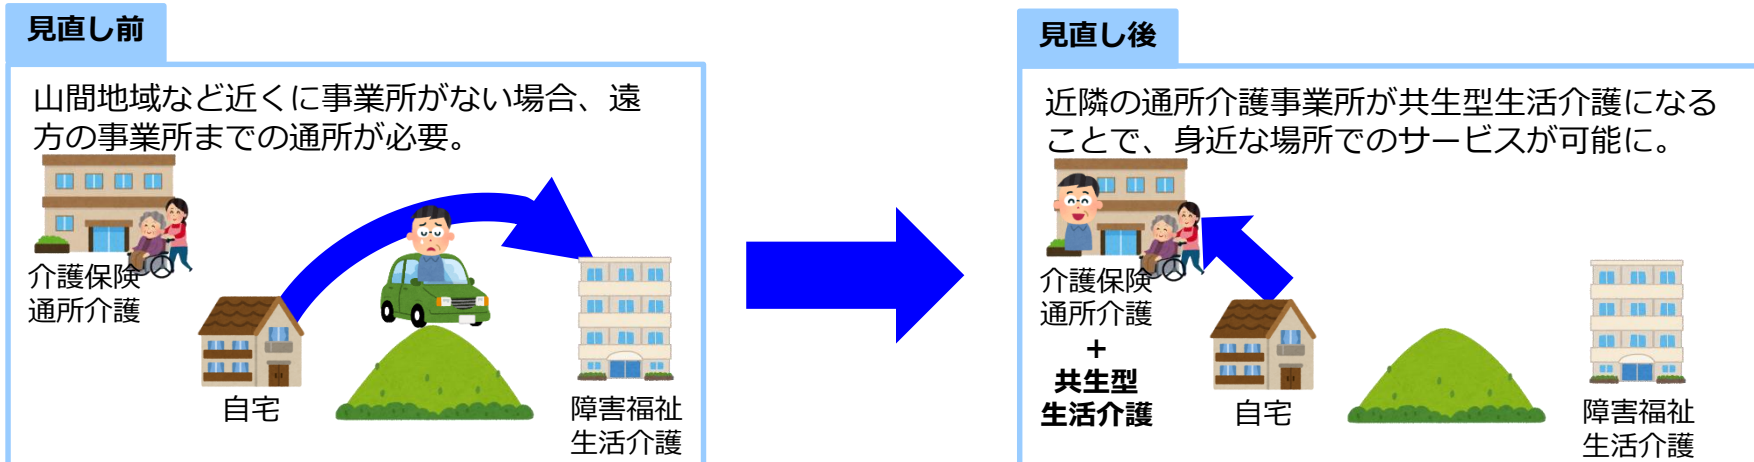 見直し前
山間地域など近くに事業所がない場合、遠
方の事業所までの通所が必要。
介護保険
通所介護
自宅
障害福祉
生活介護
見直し後
近隣の通所介護事業所が共生型生活介護になる
ことで、身近な場所でのサービスが可能に。
介護保険
通所介護
+
共生型
生活介護
自宅
障害福祉
生活介護